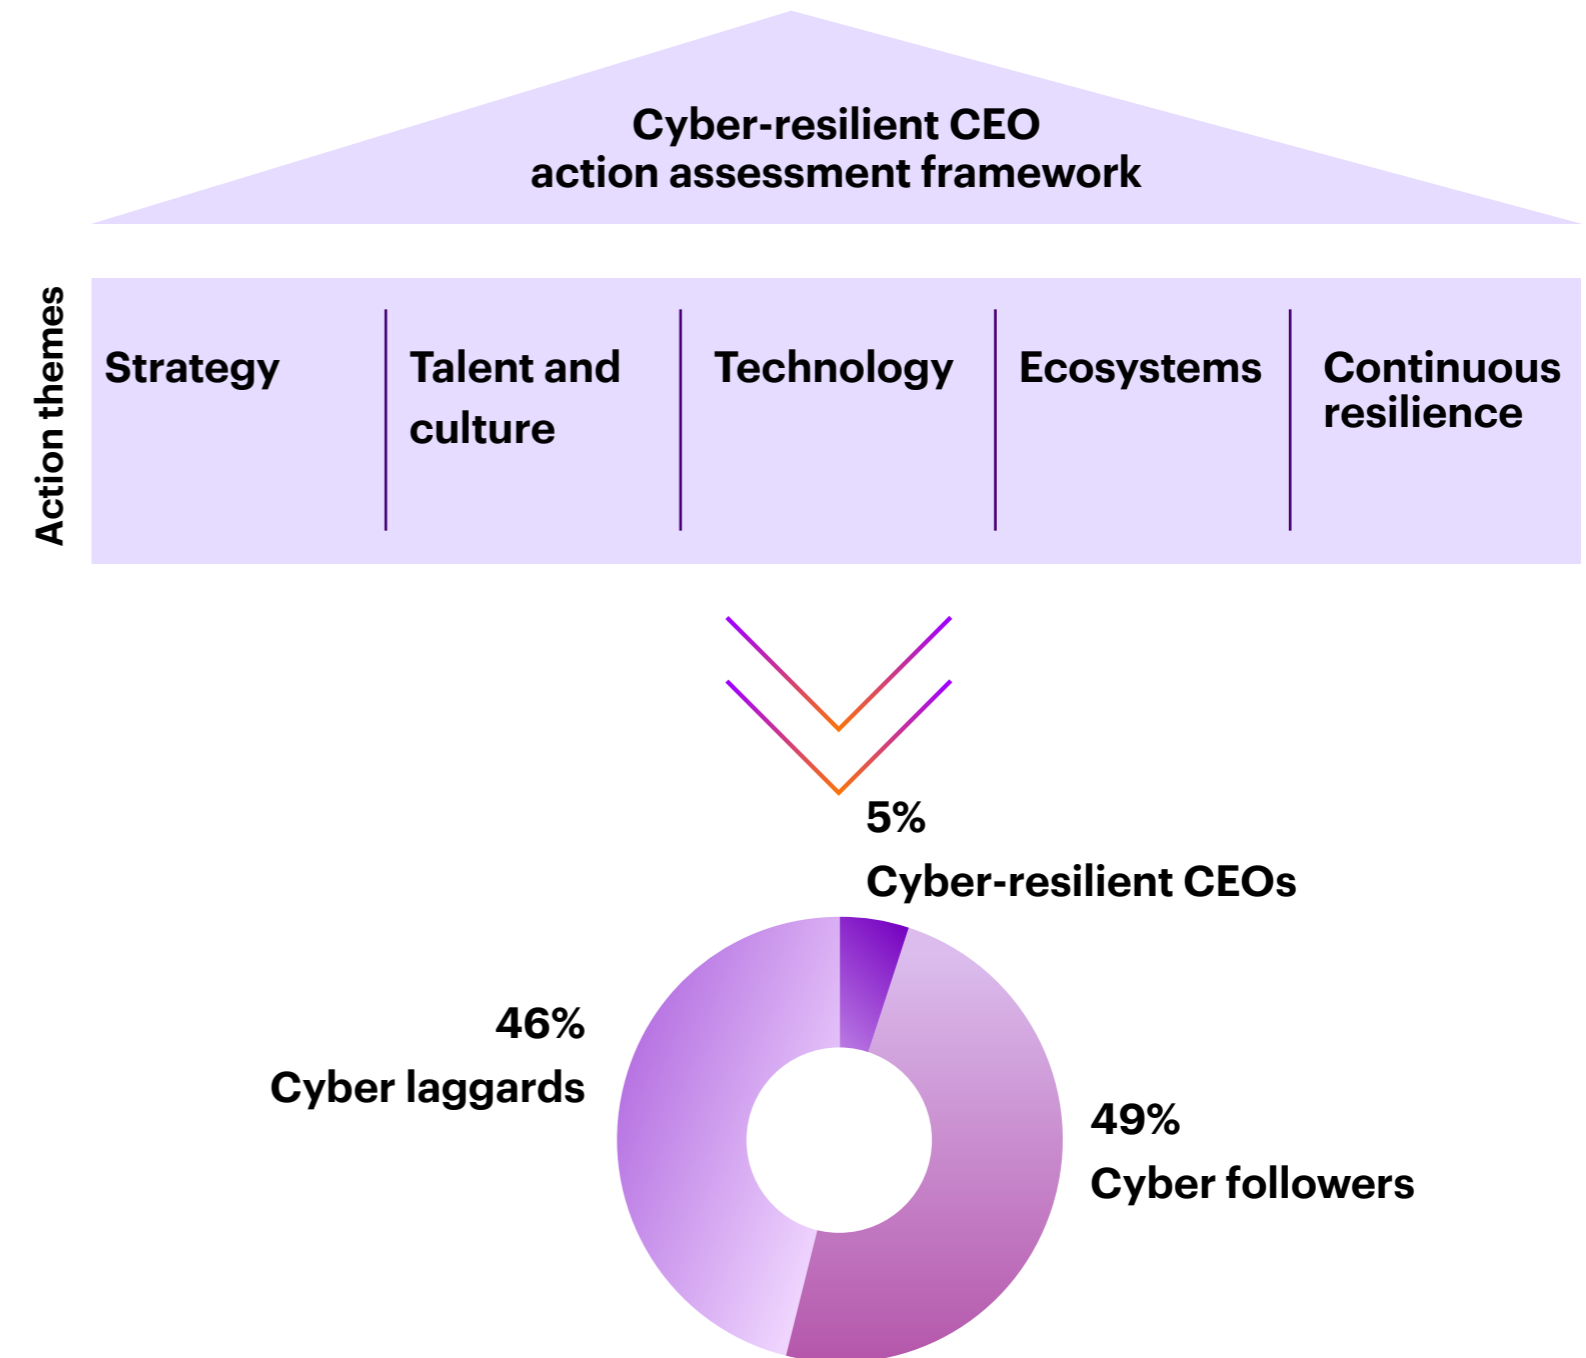 Cyber-resilient CEO
action assessment framework
Action themes
Strategy
Talent and
culture
Technology
Ecosystems
Continuous
resilience
5%
Cyber-resilient CEOs
46%
Cyber laggards
49%
Cyber followers